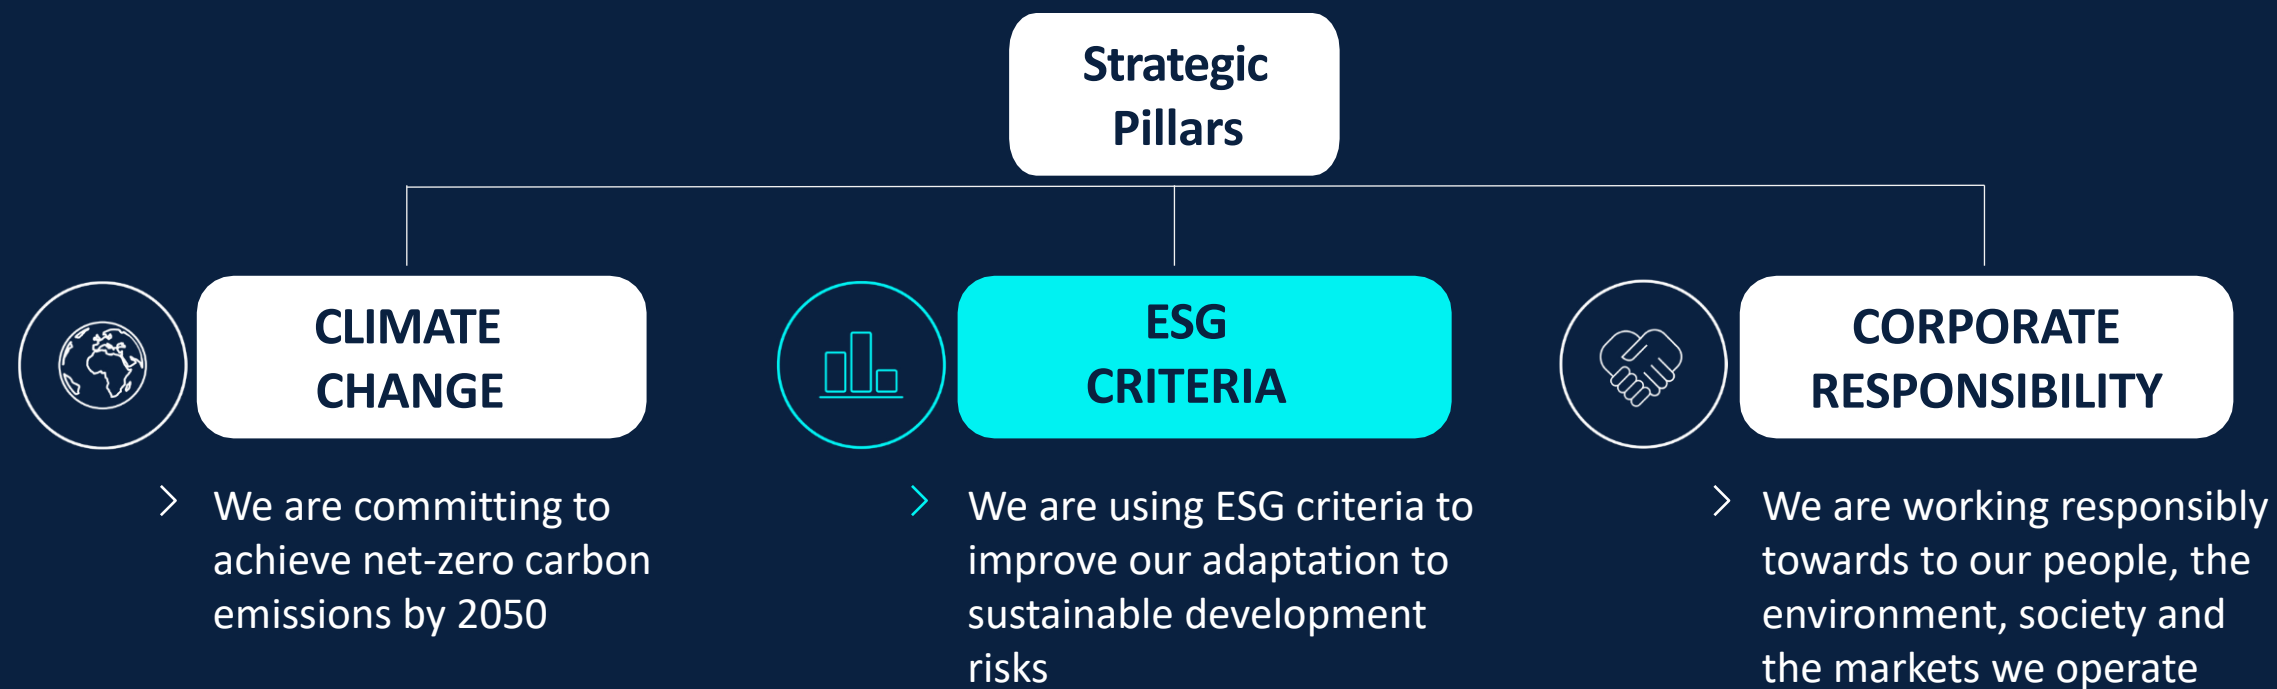 Strategic
Pillars
CLIMATE
CHANGE
ESG
CRITERIA
CORPORATE
RESPONSIBILITY
We are committing to
achieve net-zero carbon
emissions by 2050
We are using ESG criteria to
improve our adaptation to
sustainable development
risks
We are working responsibly
towards to our people, the
environment, society and
the markets we operate